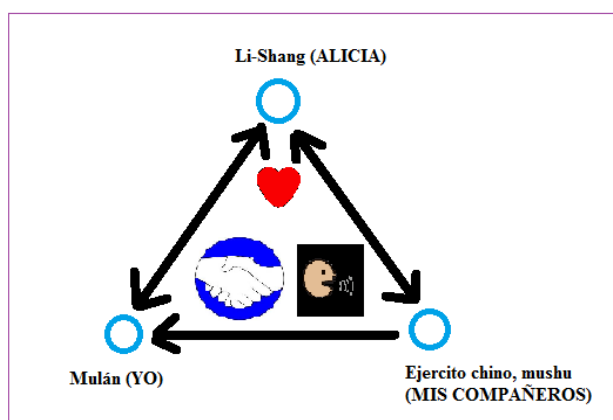 Li-Shang (ALICIA)
Mulán (YO)
Ejercito chino, mushu
(MIS COMPAÑEROS)